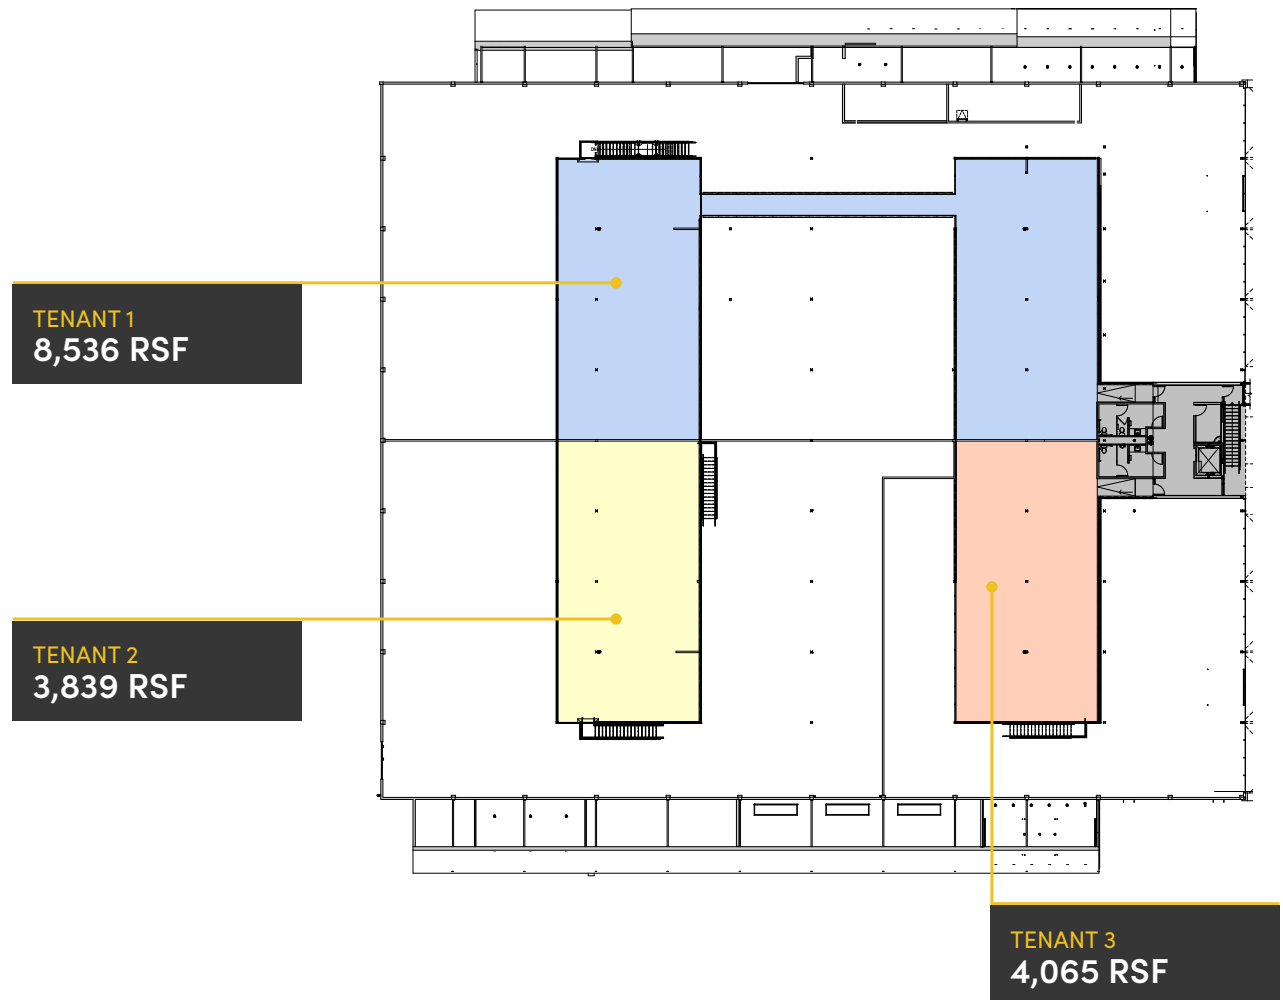 TENANT 1
8,536 RSF
TENANT 2
3,839 RSF
TENANT 3
4,065 RSF